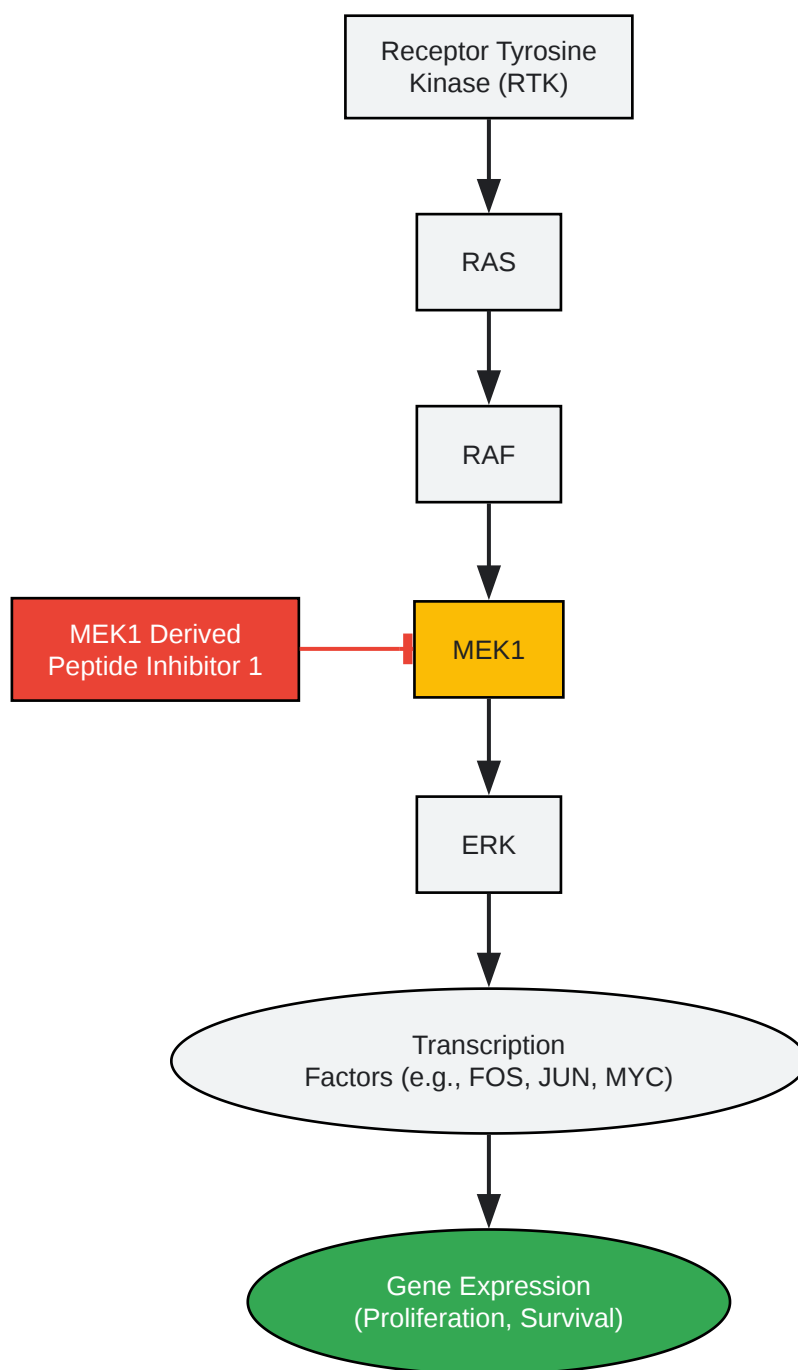 Receptor Tyrosine
Kinase (RTK)
RAS
RAF
MEK1 Derived
Peptide Inhibitor 1
MEK1
ERK
Transcription
Factors (e.g., FOS, JUN, MYC)
Gene Expression
(Proliferation, Survival)